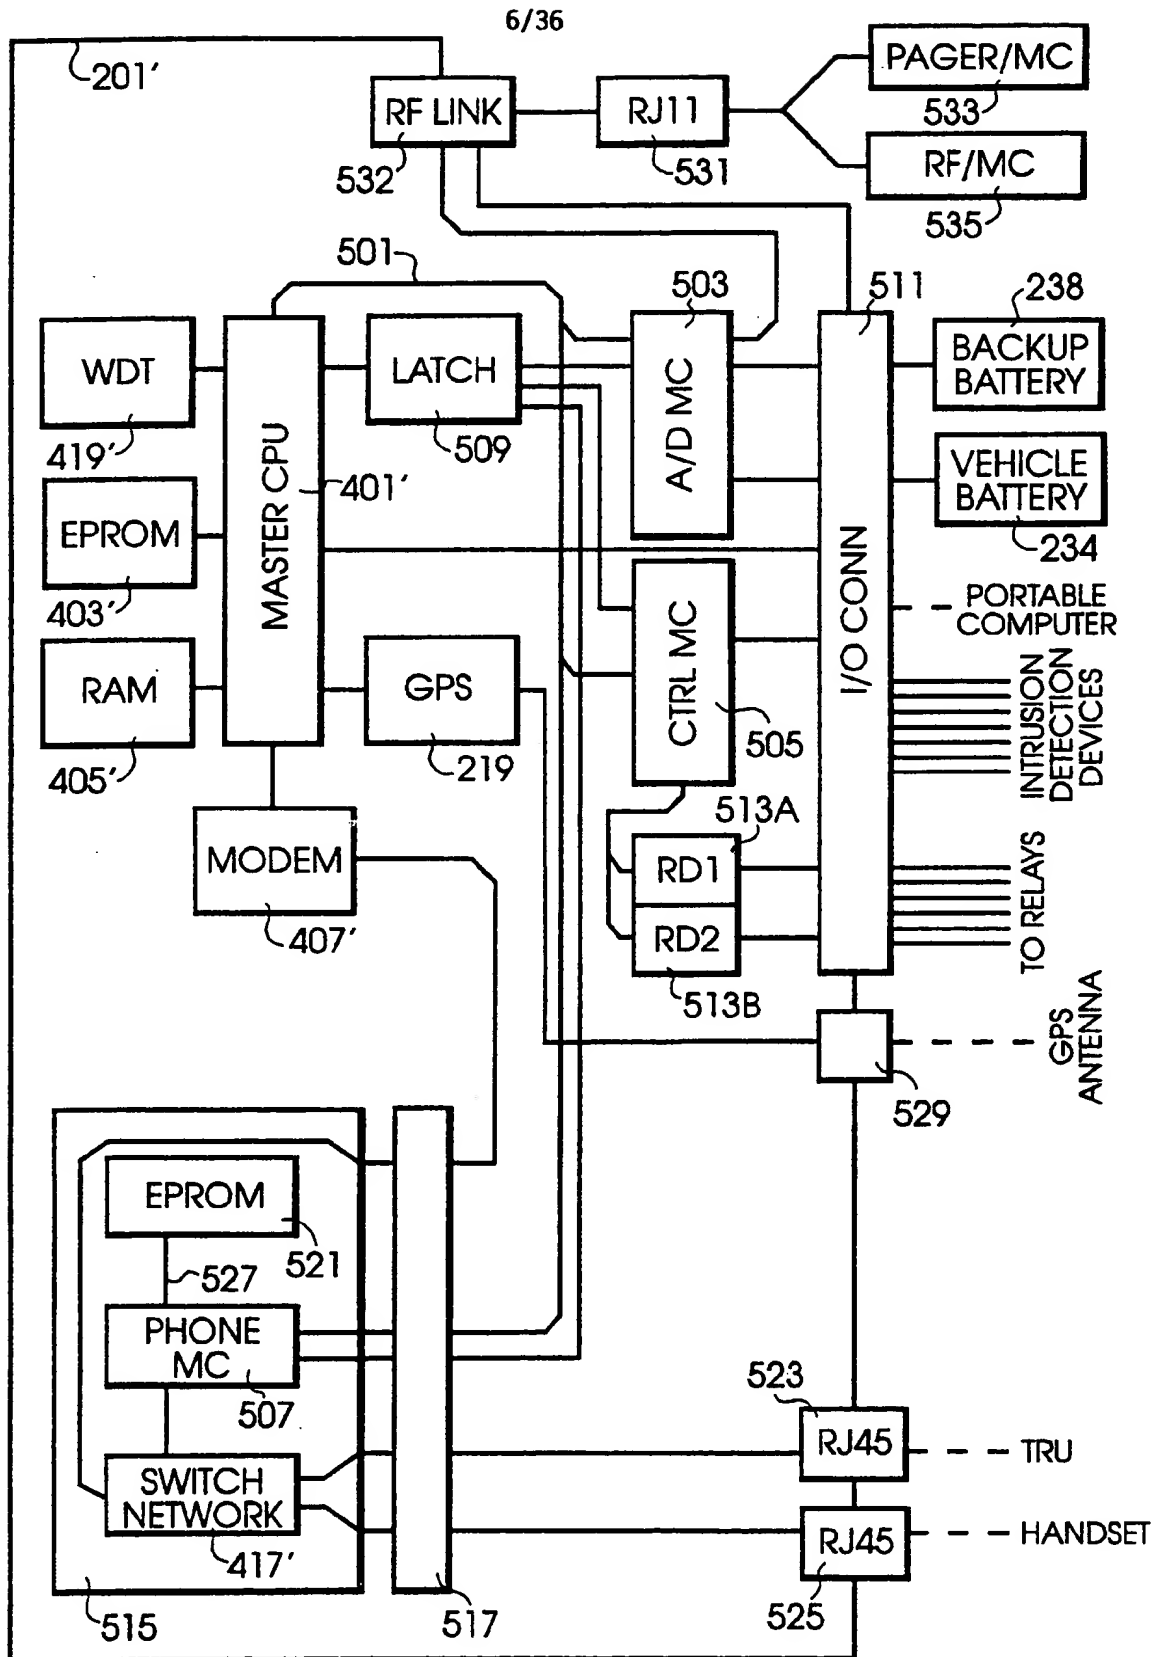 6/36
201'
RF LINK
532
RJ11
531
PAGER/MC
533
RF/MC
535
501
503
511
238
WDT
419'
MASTER CPU
401'
LATCH
509
A/D MC
I/O CONN
BACKUP
BATTERY
VEHICLE
BATTERY
234
EPROM
403'
PORTABLE
COMPUTER
RAM
405'
GPS
219
CTRL MC
505
INTRUSION
DETECTION
DEVICES
MODEM
407'
513A
RD1
RD2
513B
TO RELAYS
GPS
ANTENNA
529
EPROM
521
527
PHONE
MC
507
SWITCH
NETWORK
417'
515
517
523
RJ45
TRU
RJ45
HANDSET
525